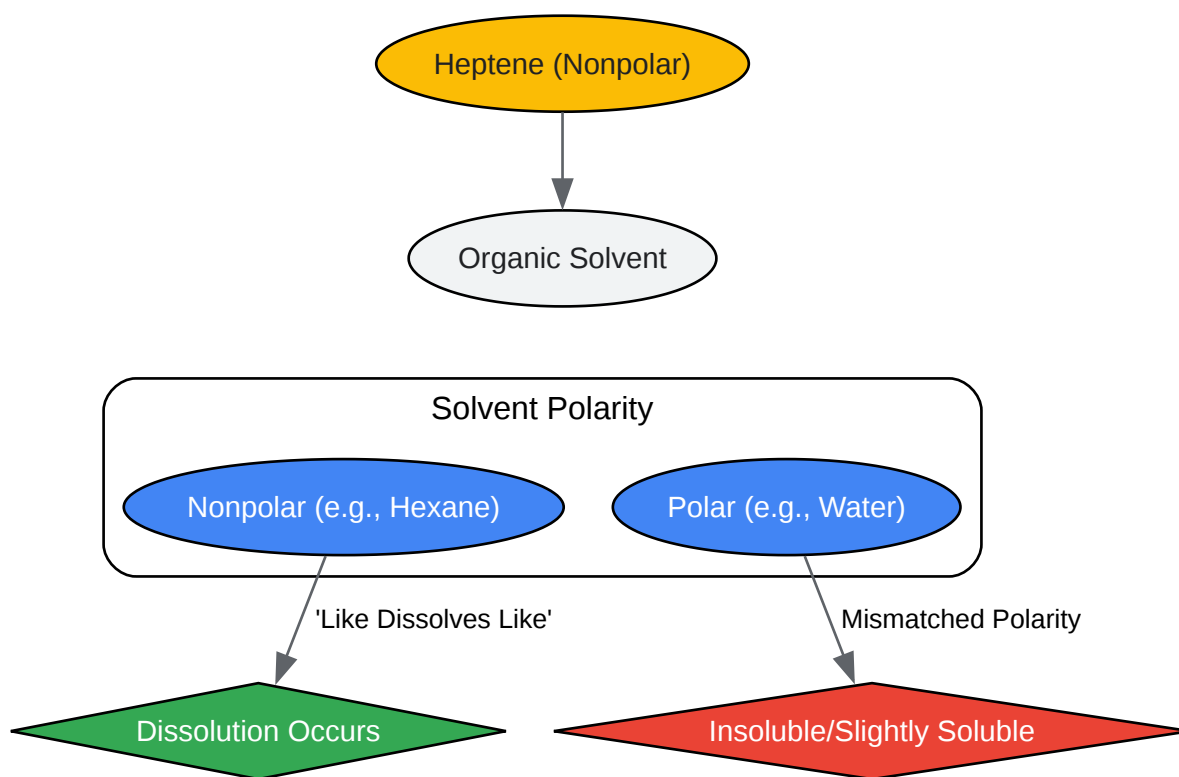 Heptene (Nonpolar)
Organic Solvent
Solvent Polarity
Nonpolar (e.g., Hexane)
Polar (e.g., Water)
'Like Dissolves Like'
Mismatched Polarity
Dissolution Occurs
Insoluble/Slightly Soluble